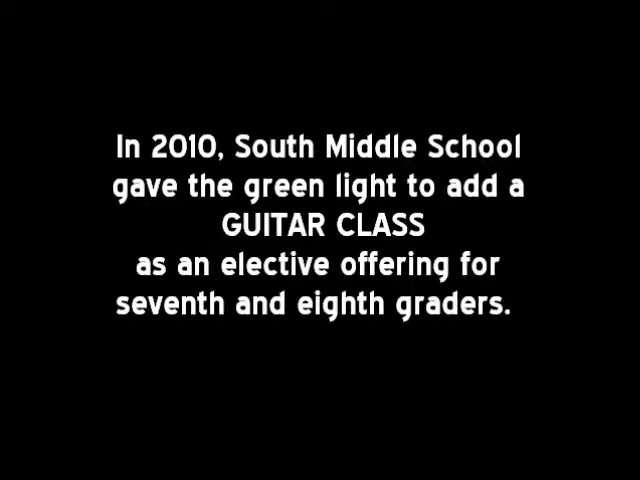 In 2010, South Middle School
gave the green light to add a
GUITAR CLASS
as an elective offering for
seventh and eighth graders.